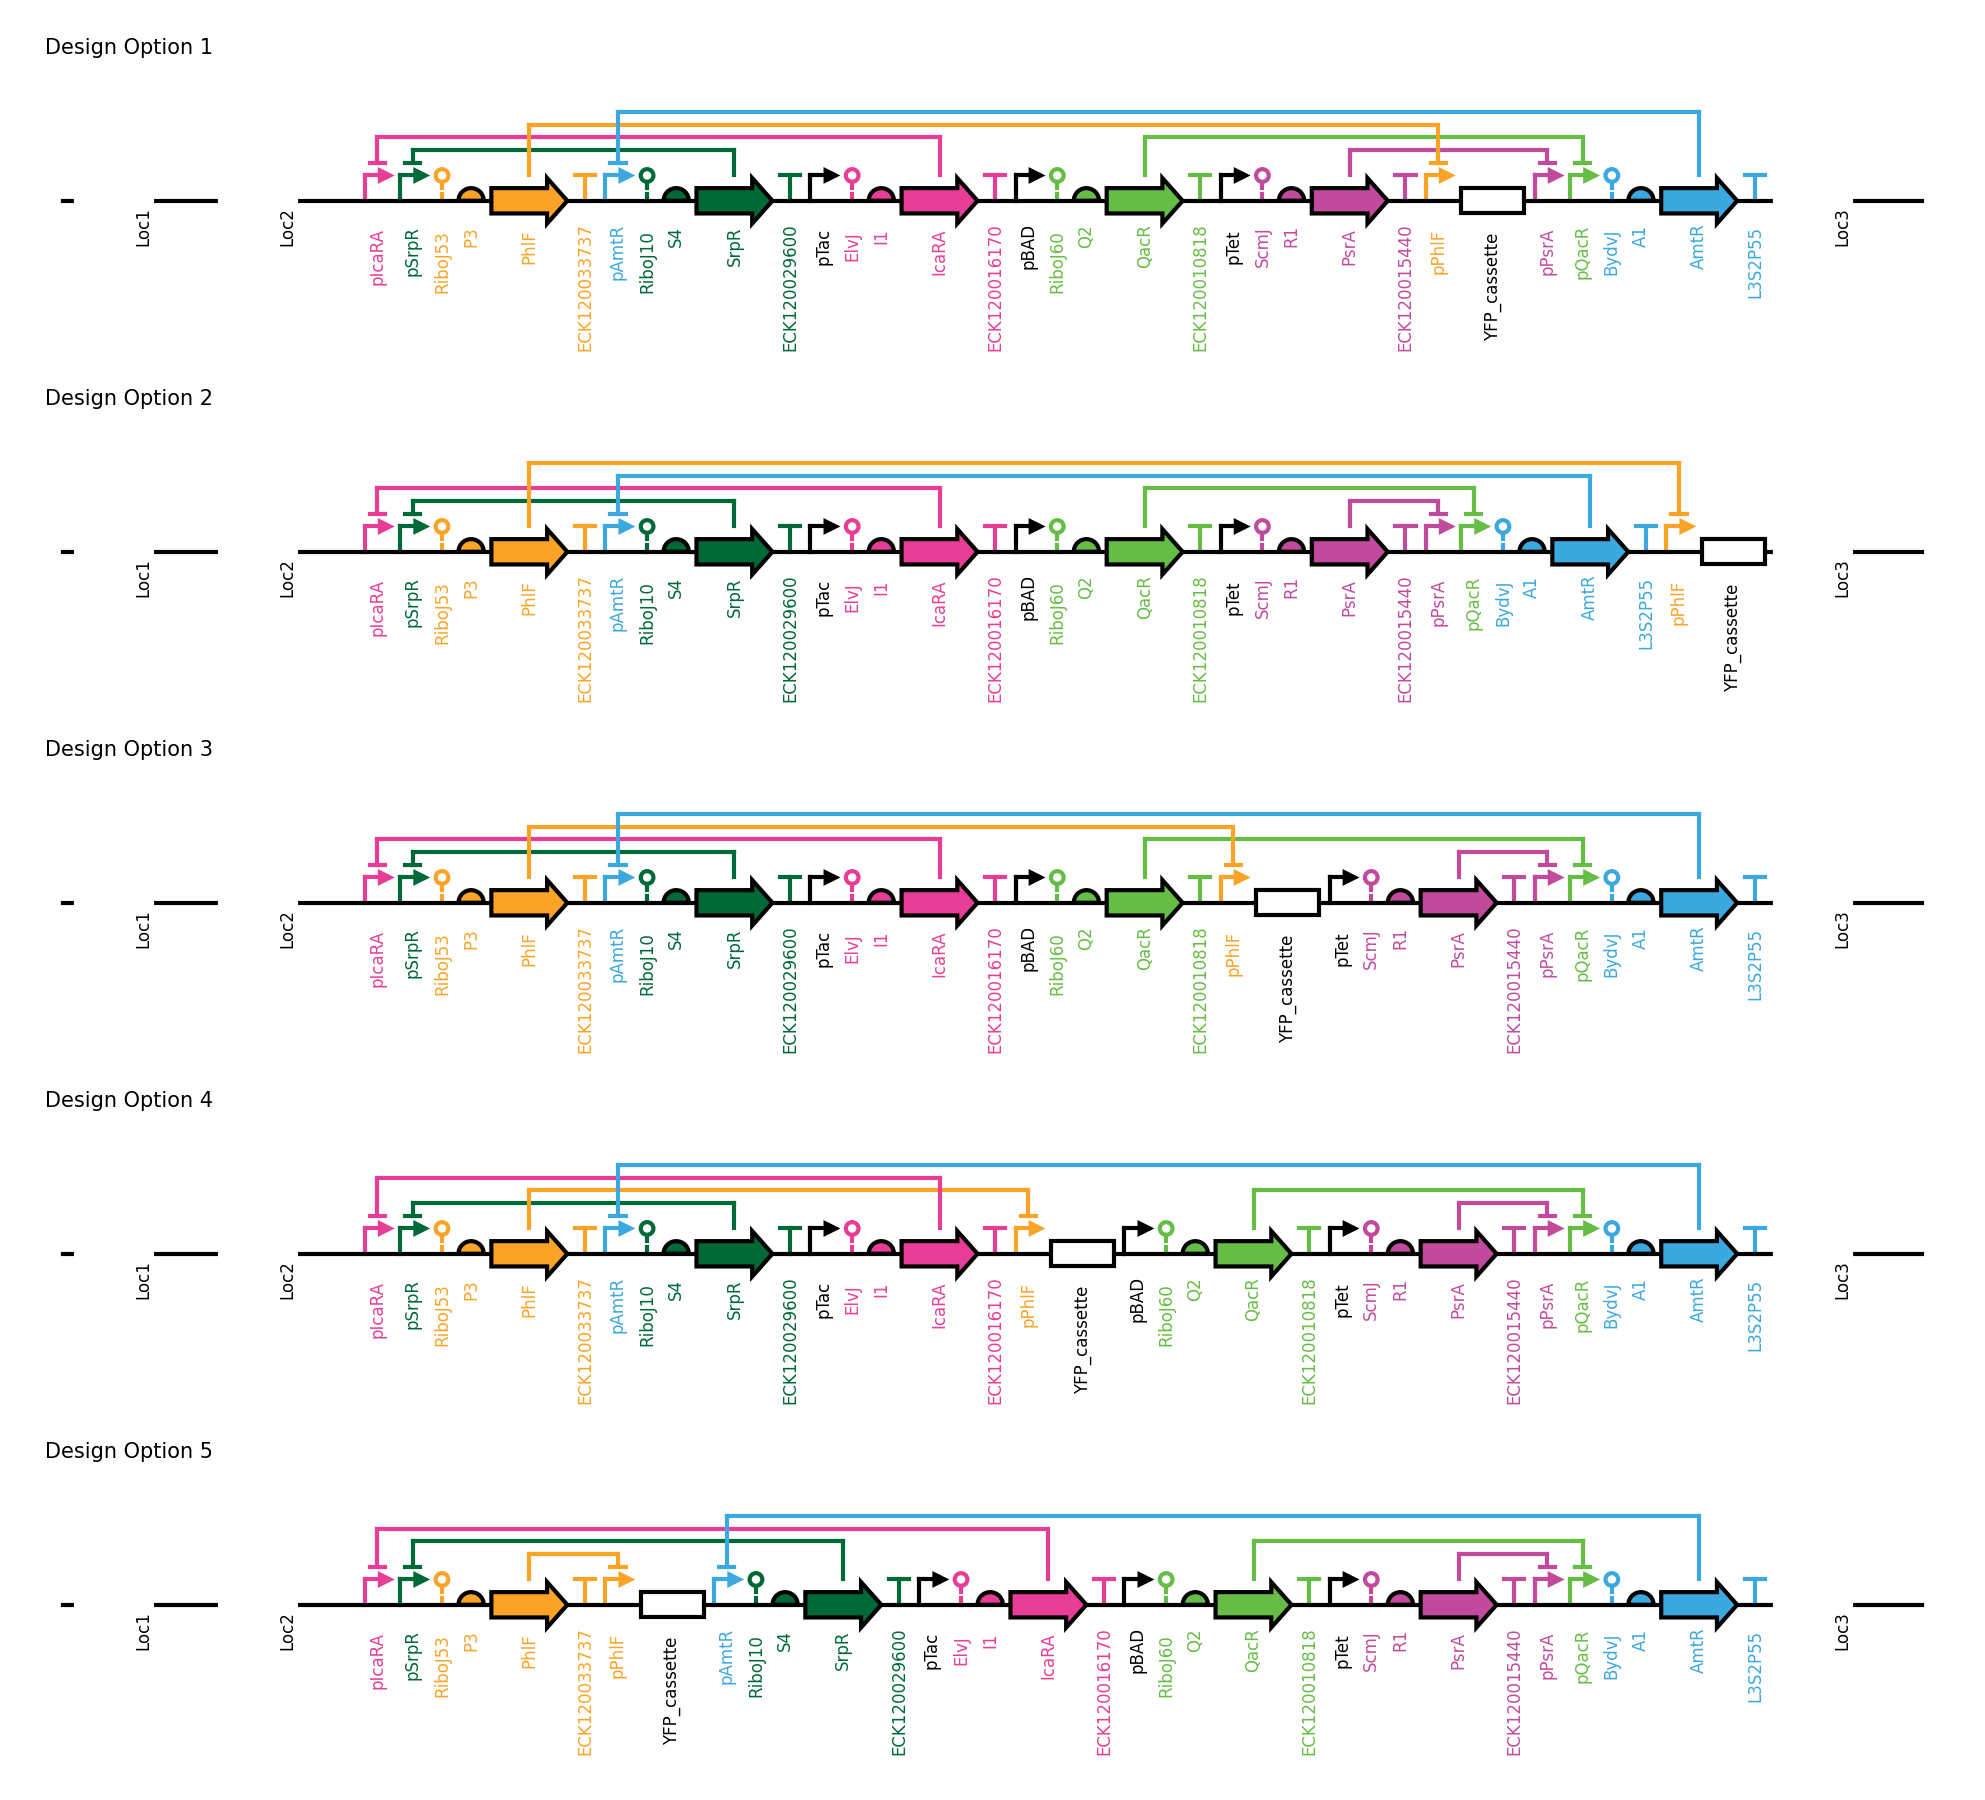 Design Option 1
Loc1
Loc2
pIcaRA
pSrpR
RiboJ53
P3
PhlF
ECK120033737
pAmtR
RiboJ10
S4
SrpR
ECK120029600
pTac
ElvJ
I1
IcaRA
ECK120016170
pBAD
RiboJ60
Q2
QacR
ECK120010818
pTet
ScmJ
R1
PsrA
ECK120015440
pPhlF
YFP_cassette
pPsrA
pQacR
BydvJ
A1
AmtR
L3S2P55
Loc3
Design Option 2
Loc1
Loc2
pIcaRA
pSrpR
RiboJ53
P3
PhlF
ECK120033737
pAmtR
RiboJ10
S4
SrpR
ECK120029600
pTac
ElvJ
I1
IcaRA
ECK120016170
pBAD
RiboJ60
Q2
QacR
ECK120010818
pTet
ScmJ
R1
PsrA
ECK120015440
pPsrA
pQacR
BydvJ
A1
AmtR
L3S2P55
pPhlF
YFP_cassette
Loc3
Design Option 3
Loc1
Loc2
pIcaRA
pSrpR
RiboJ53
P3
PhlF
ECK120033737
pAmtR
RiboJ10
S4
SrpR
ECK120029600
pTac
ElvJ
I1
IcaRA
ECK120016170
pBAD
RiboJ60
Q2
QacR
ECK120010818
pPhlF
YFP_cassette
pTet
ScmJ
R1
PsrA
ECK120015440
pPsrA
pQacR
BydvJ
A1
AmtR
L3S2P55
Loc3
Design Option 4
Loc1
Loc2
pIcaRA
pSrpR
RiboJ53
P3
PhlF
ECK120033737
pAmtR
RiboJ10
S4
SrpR
ECK120029600
pTac
ElvJ
I1
IcaRA
ECK120016170
pPhlF
YFP_cassette
pBAD
RiboJ60
Q2
QacR
ECK120010818
pTet
ScmJ
R1
PsrA
ECK120015440
pPsrA
pQacR
BydvJ
A1
AmtR
L3S2P55
Loc3
Design Option 5
Loc1
Loc2
pIcaRA
pSrpR
RiboJ53
P3
PhlF
ECK120033737
pPhlF
YFP_cassette
pAmtR
RiboJ10
S4
SrpR
ECK120029600
pTac
ElvJ
I1
IcaRA
ECK120016170
pBAD
RiboJ60
Q2
QacR
ECK120010818
pTet
ScmJ
R1
PsrA
ECK120015440
pPsrA
pQacR
BydvJ
A1
AmtR
L3S2P55
Loc3